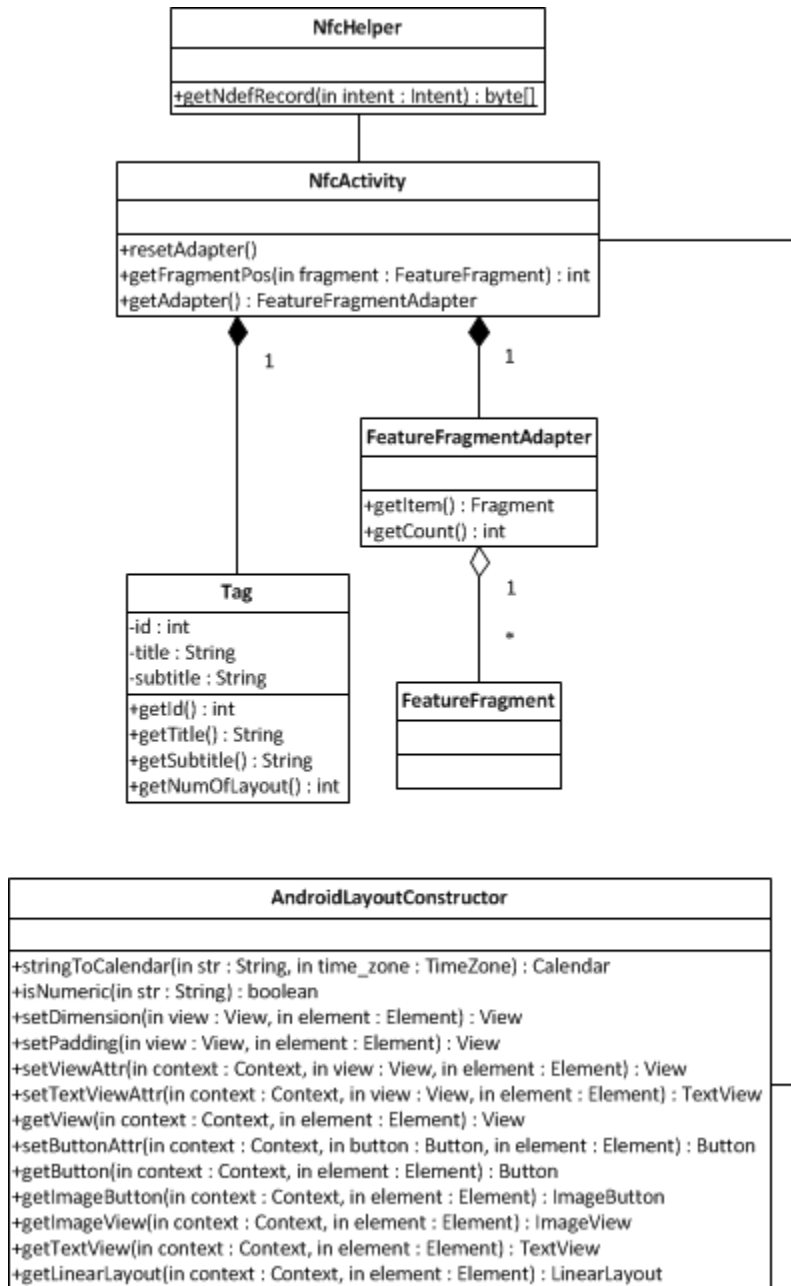 NfcHelper
+getNdefRecord(in intent : Intent) : byte[]
NfcActivity
+resetAdapter()
+getFragmentPos(in fragment : FeatureFragment) : int
+getAdapter() : FeatureFragmentAdapter
1
1
FeatureFragmentAdapter
+getItem() : Fragment
+getCount() : int
1
*
Tag
-id : int
-title : String
-subtitle : String
+getId() : int
+getTitle() : String
+getSubtitle() : String
+getNumOfLayout() : int
FeatureFragment
AndroidLayoutConstructor
+stringToCalendar(in str : String, in time_zone : TimeZone) : Calendar
+isNumeric(in str : String) : boolean
+setDimension(in view : View, in element : Element) : View
+setPadding(in view : View, in element : Element) : View
+setViewAttr(in context : Context, in view : View, in element : Element) : View
+setTextViewAttr(in context : Context, in view : View, in element : Element) : TextView
+getView(in context : Context, in element : Element) : View
+setButtonAttr(in context : Context, in button : Button, in element : Element) : Button
+getButton(in context : Context, in element : Element) : Button
+getImageButton(in context : Context, in element : Element) : ImageButton
+getImageView(in context : Context, in element : Element) : ImageView
+getTextView(in context : Context, in element : Element) : TextView
+getLinearLayout(in context : Context, in element : Element) : LinearLayout